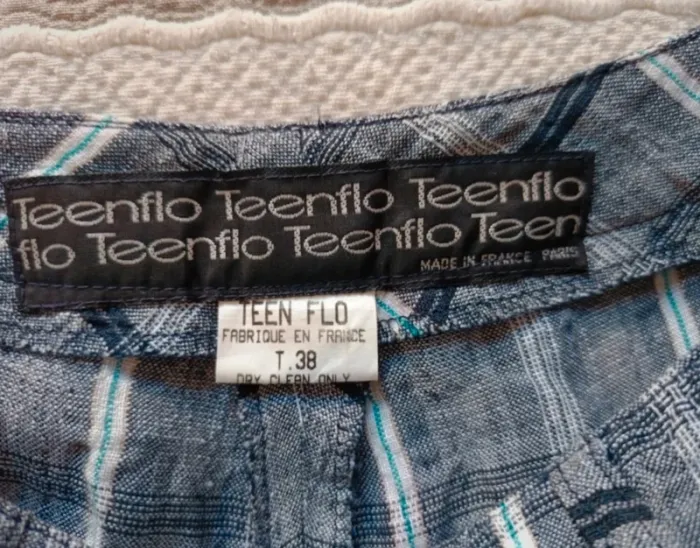 Teenflo Teenflo Teenflo
flo Teenflo Teenflo Teen
MADE IN FRANCE PARIS
TEEN FLO
FABRIQUE EN FRANCE
T.38
DRY CLEAN ONLY